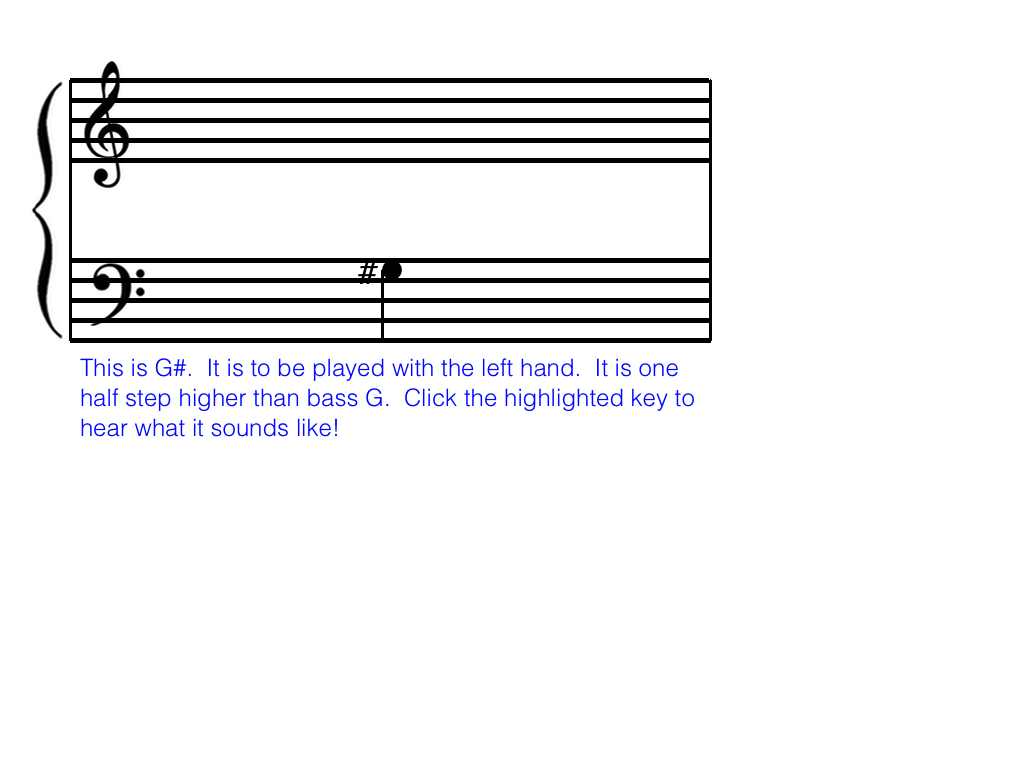 #
This is G#.  It is to be played with the left hand.  It is one
half step higher than bass G.  Click the highlighted key to
hear what it sounds like!